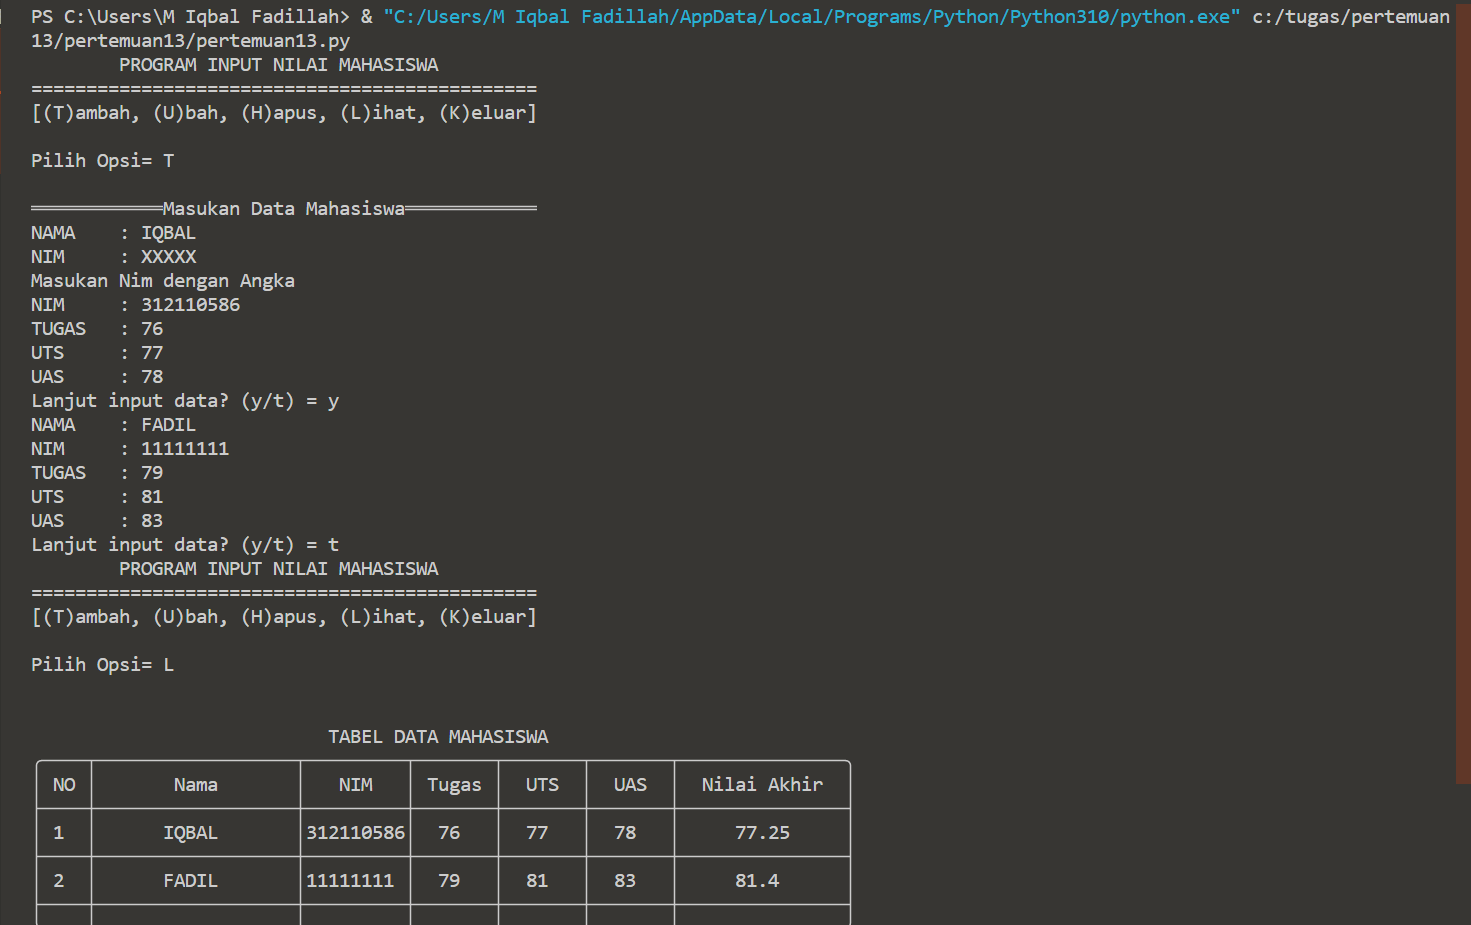 PS C:\Users\M Iqbal Fadillah> & "C:/Users/M Iqbal Fadillah/AppData/Local/Programs/Python/Python310/python.exe" c:/tugas/pertemuan
13/pertemuan13/pertemuan13.py
PROGRAM INPUT NILAI MAHASISWA
==============================================
[(T)ambah, (U)bah, (H)apus, (L)ihat, (K)eluar]
Pilih Opsi= T
════════════Masukan Data Mahasiswa════════════
NAMA    : IQBAL
NIM     : XXXXX
Masukan Nim dengan Angka
NIM     : 312110586
TUGAS   : 76
UTS     : 77
UAS     : 78
Lanjut input data? (y/t) = y
NAMA    : FADIL
NIM     : 11111111
TUGAS   : 79
UTS     : 81
UAS     : 83
Lanjut input data? (y/t) = t
PROGRAM INPUT NILAI MAHASISWA
==============================================
[(T)ambah, (U)bah, (H)apus, (L)ihat, (K)eluar]
Pilih Opsi= L
TABEL DATA MAHASISWA
NO Nama NIM Tugas UTS UAS Nilai Akhir
1 IQBAL 312110586 76 77 78 77.25
2 FADIL 11111111 79 81 83 81.4